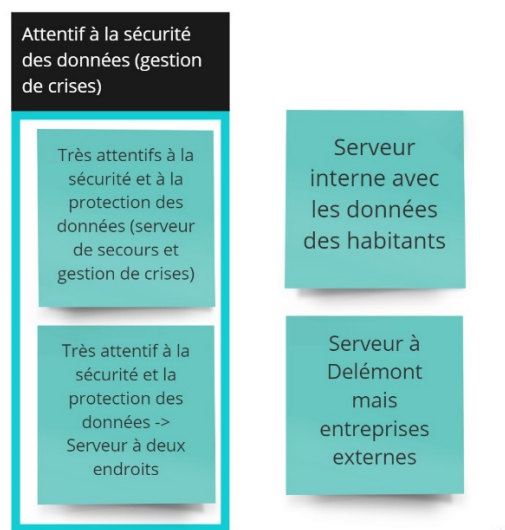 Attentif à la sécurité
des données (gestion
de crises)
Très attentifs à la
sécurité et à la
protection des
données (serveur
de secours et
gestion de crises)
Très attentif à la
sécurité et la
protection des
données ->
Serveur à deux
endroits
Serveur
interne avec
les données
des habitants
Serveur à
Delémont
mais
entreprises
externes